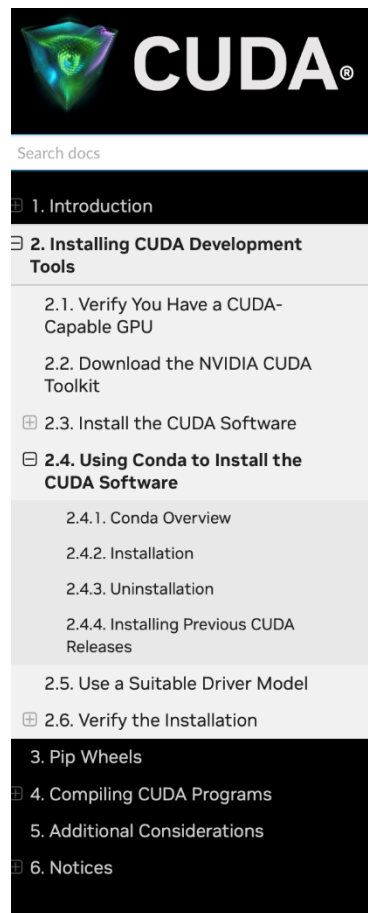 CUDA®
Search docs
1. Introduction
2. Installing CUDA Development
Tools
2.1. Verify You Have a CUDA-
Capable GPU
2.2. Download the NVIDIA CUDA
Toolkit
2.3. Install the CUDA Software
2.4. Using Conda to Install the
CUDA Software
2.4.1. Conda Overview
2.4.2. Installation
2.4.3. Uninstallation
2.4.4. Installing Previous CUDA
Releases
2.5. Use a Suitable Driver Model
2.6. Verify the Installation
3. Pip Wheels
4. Compiling CUDA Programs
5. Additional Considerations
6. Notices